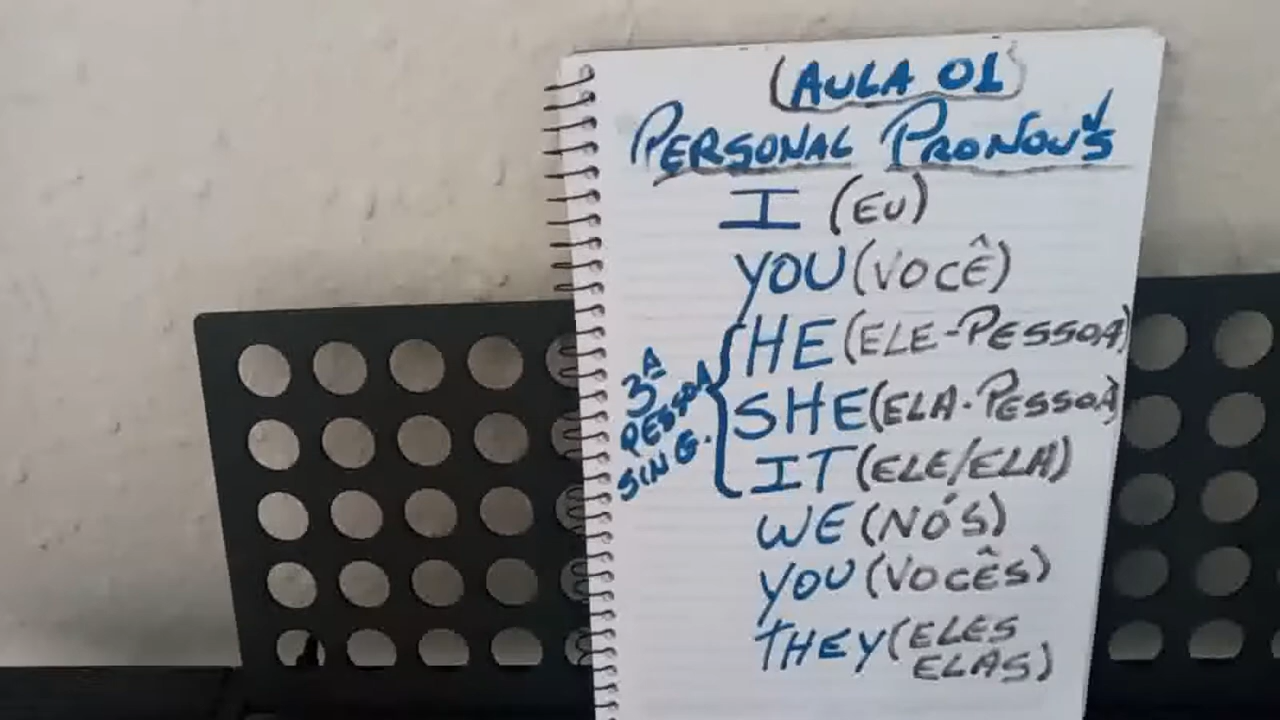 (AULA 01)
PERSONAL PRONOUNS
I (EU)
YOU (VOCÊ)
HE (ELE-PESSOA)
SHE (ELA-PESSOA)
IT (ELE/ELA)
3ª
PESSOA
SING.
WE (NÓS)
YOU (VOCÊS)
THEY (ELES
ELAS)